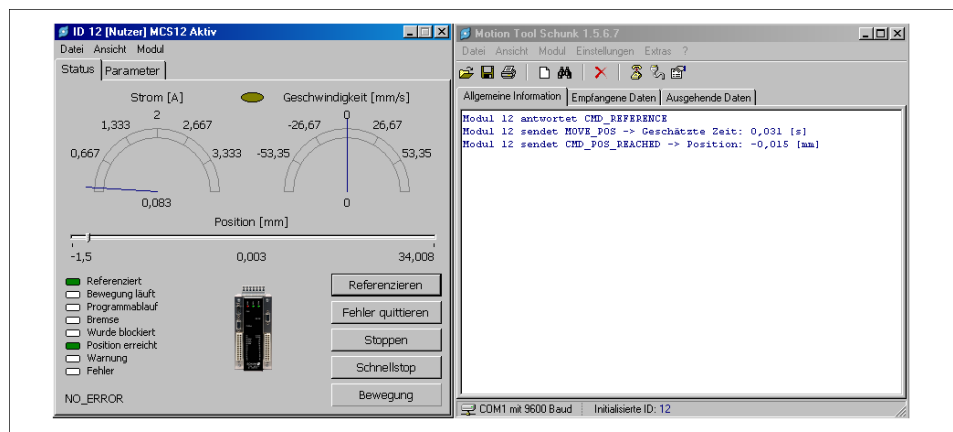 ID 12 [Nutzer] MCS12 Aktiv
Datei Ansicht Modul
Status Parameter
Strom [A]
Geschwindigkeit [mm/s]
0,667
1,333
2
2,667
3,333
0,083
-53,35
-26,67
0
26,67
53,35
0
Position [mm]
-1,5 0,003 34,008
Referenziert
Bewegung läuft
Programmablauf
Bremse
Wurde blockiert
Position erreicht
Warnung
Fehler
NO_ERROR
Referenzieren
Fehler quittieren
Stoppen
Schnellstop
Bewegung
Motion Tool Schunk 1.5.6.7
Datei Ansicht Modul Einstellungen Extras ?
Allgemeine Information Empfangene Daten Ausgehende Daten
Modul 12 antwortet CMD_REFERENCE
Modul 12 sendet MOVE_POS -> Geschätzte Zeit: 0,031 [s]
Modul 12 sendet CMD_POS_REACHED -> Position: -0,015 [mm]
COM1 mit 9600 Baud Initialisierte ID: 12